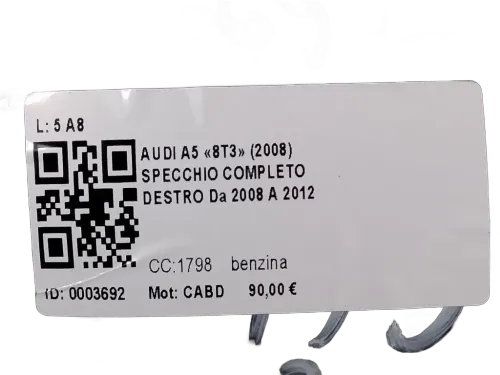 L: 5 A8
AUDI A5 «8T3» (2008)
SPECCHIO COMPLETO
DESTRO Da 2008 A 2012
CC:1798 benzina
ID: 0003692 Mot: CABD 90,00 €